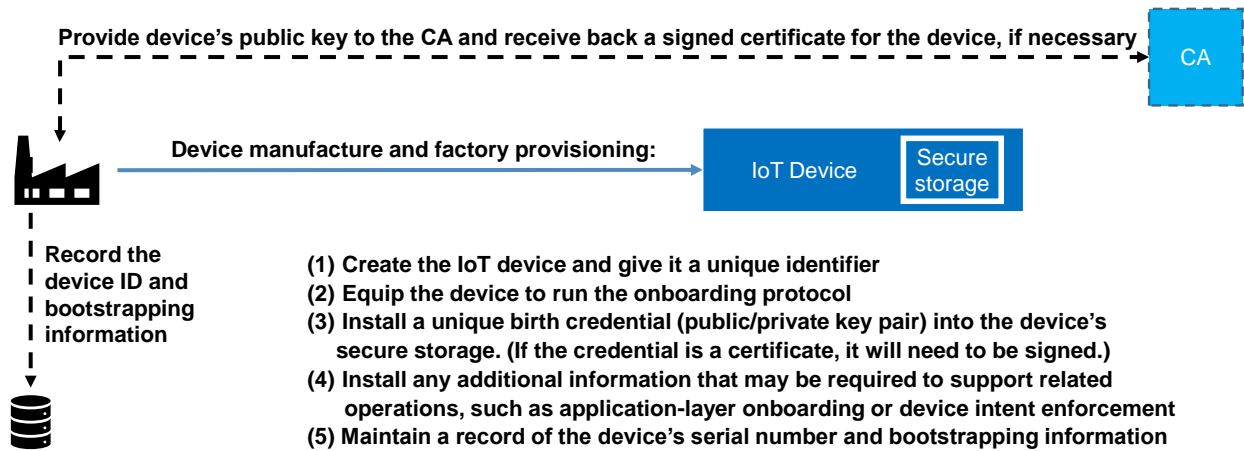 Provide device's public key to the CA and receive back a signed certificate for the device, if necessary
CA
Device manufacture and factory provisioning:
IoT Device
Secure
storage
Record the
device ID and
bootstrapping
information
(1) Create the IoT device and give it a unique identifier
(2) Equip the device to run the onboarding protocol
(3) Install a unique birth credential (public/private key pair) into the device's
secure storage. (If the credential is a certificate, it will need to be signed.)
(4) Install any additional information that may be required to support related
operations, such as application-layer onboarding or device intent enforcement
(5) Maintain a record of the device's serial number and bootstrapping information